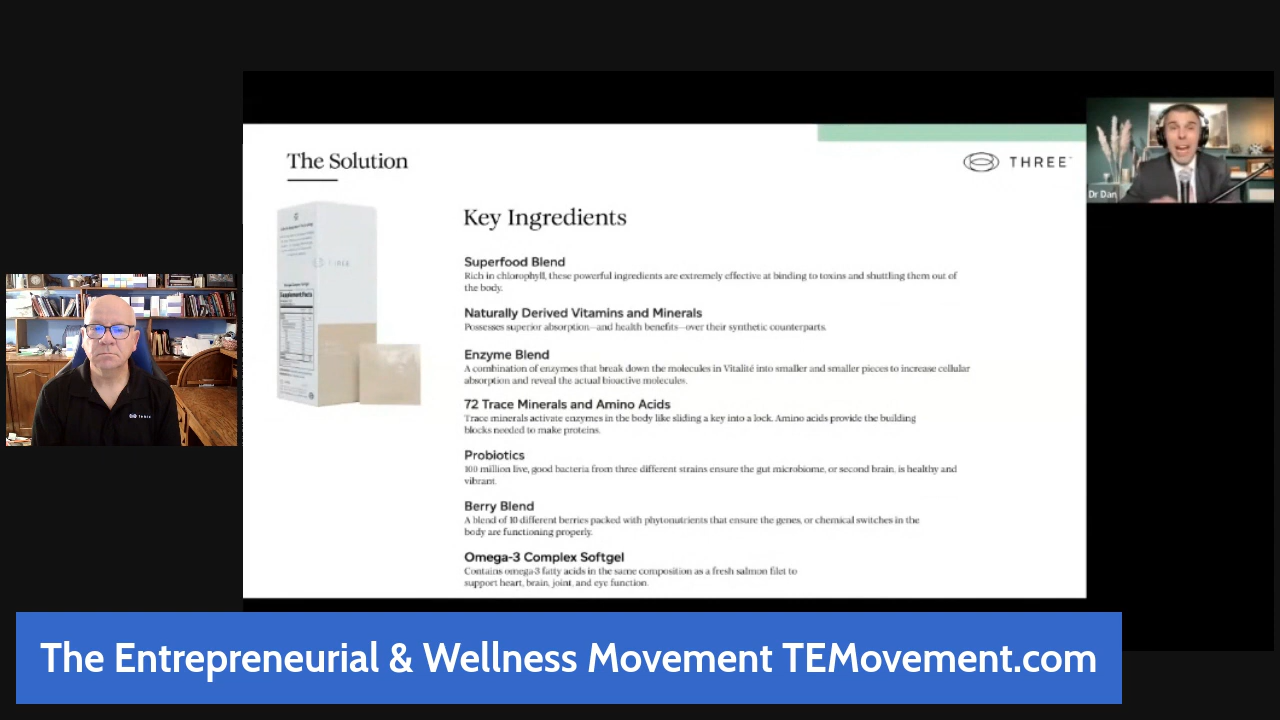 The Solution
THREE
Dr Dan
Key Ingredients
Superfood Blend
Rich in chlorophyll, these powerful ingredients are extremely effective at binding to toxins and shuttling them out of
the body.
Naturally Derived Vitamins and Minerals
Possesses superior absorption—and health benefits—over their synthetic counterparts.
Supplement Facts
Enzyme Blend
A combination of enzymes that break down the molecules in Vitalité into smaller and smaller pieces to increase cellular
absorption and reveal the actual bioactive molecules.
72 Trace Minerals and Amino Acids
Trace minerals activate enzymes in the body like sliding a key into a lock. Amino acids provide the building
blocks needed to make proteins.
Probiotics
100 million live, good bacteria from three different strains ensure the gut microbiome, or second brain, is healthy and
vibrant.
Berry Blend
A blend of 10 different berries packed with phytonutrients that ensure the genes, or chemical switches in the
body are functioning properly.
Omega-3 Complex Softgel
Contains omega-3 fatty acids in the same composition as a fresh salmon filet to
support heart, brain, joint, and eye function.
The Entrepreneurial & Wellness Movement TEMovement.com